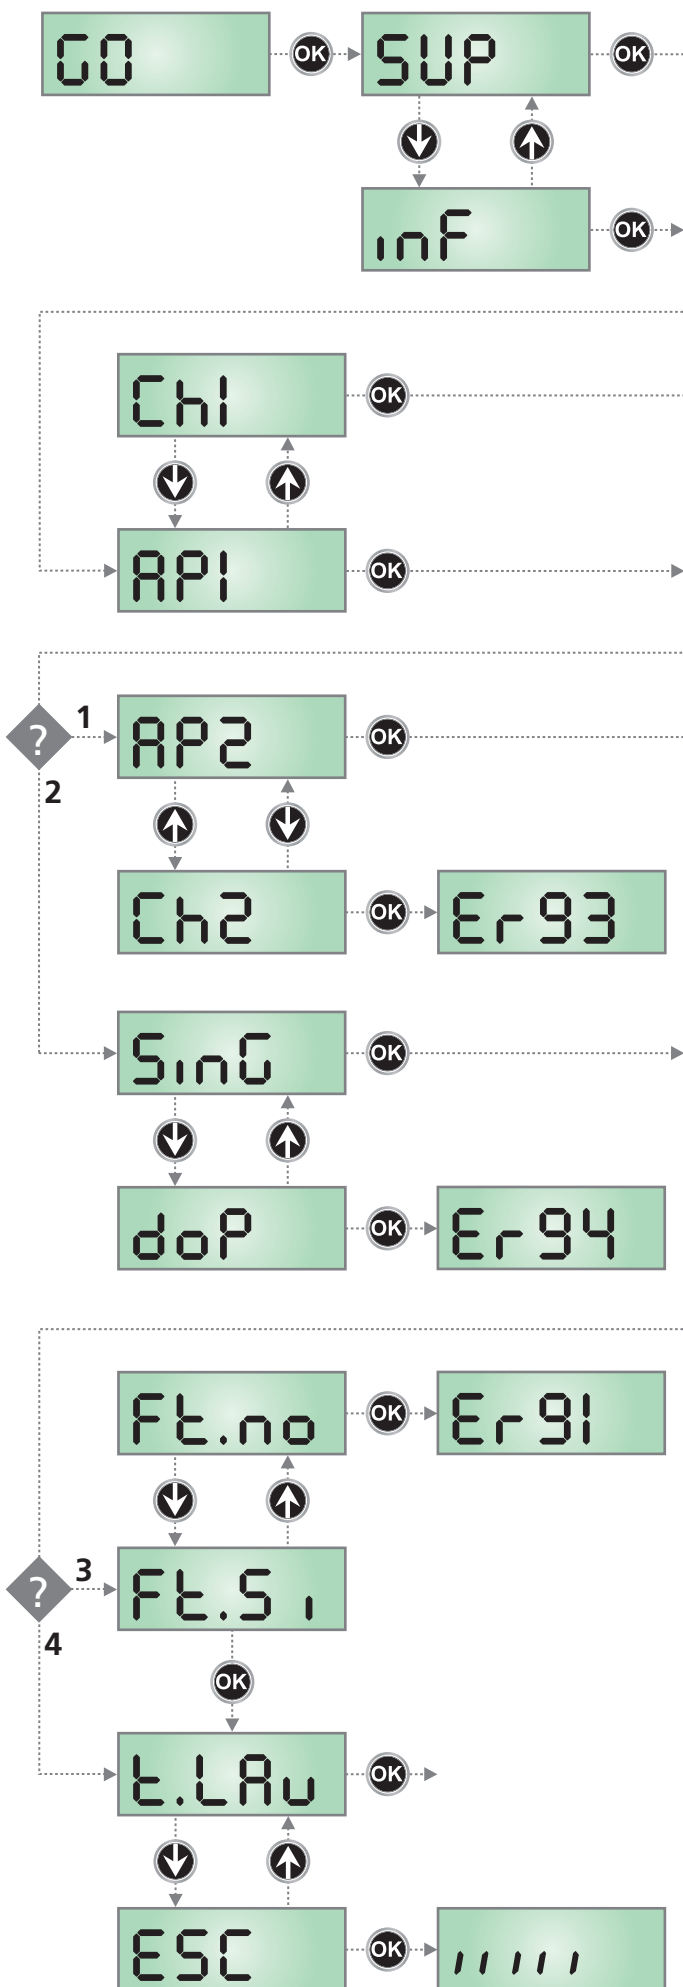 GO OK SUP OK
inF OK
Ch1 OK
AP1 OK
? 1 AP2 OK
2
Ch2 OK Er93
SinG OK
doP OK Er94
Ft.no OK Er91
? 3 Ft.Si
4
OK
t.LAv OK
ESC OK